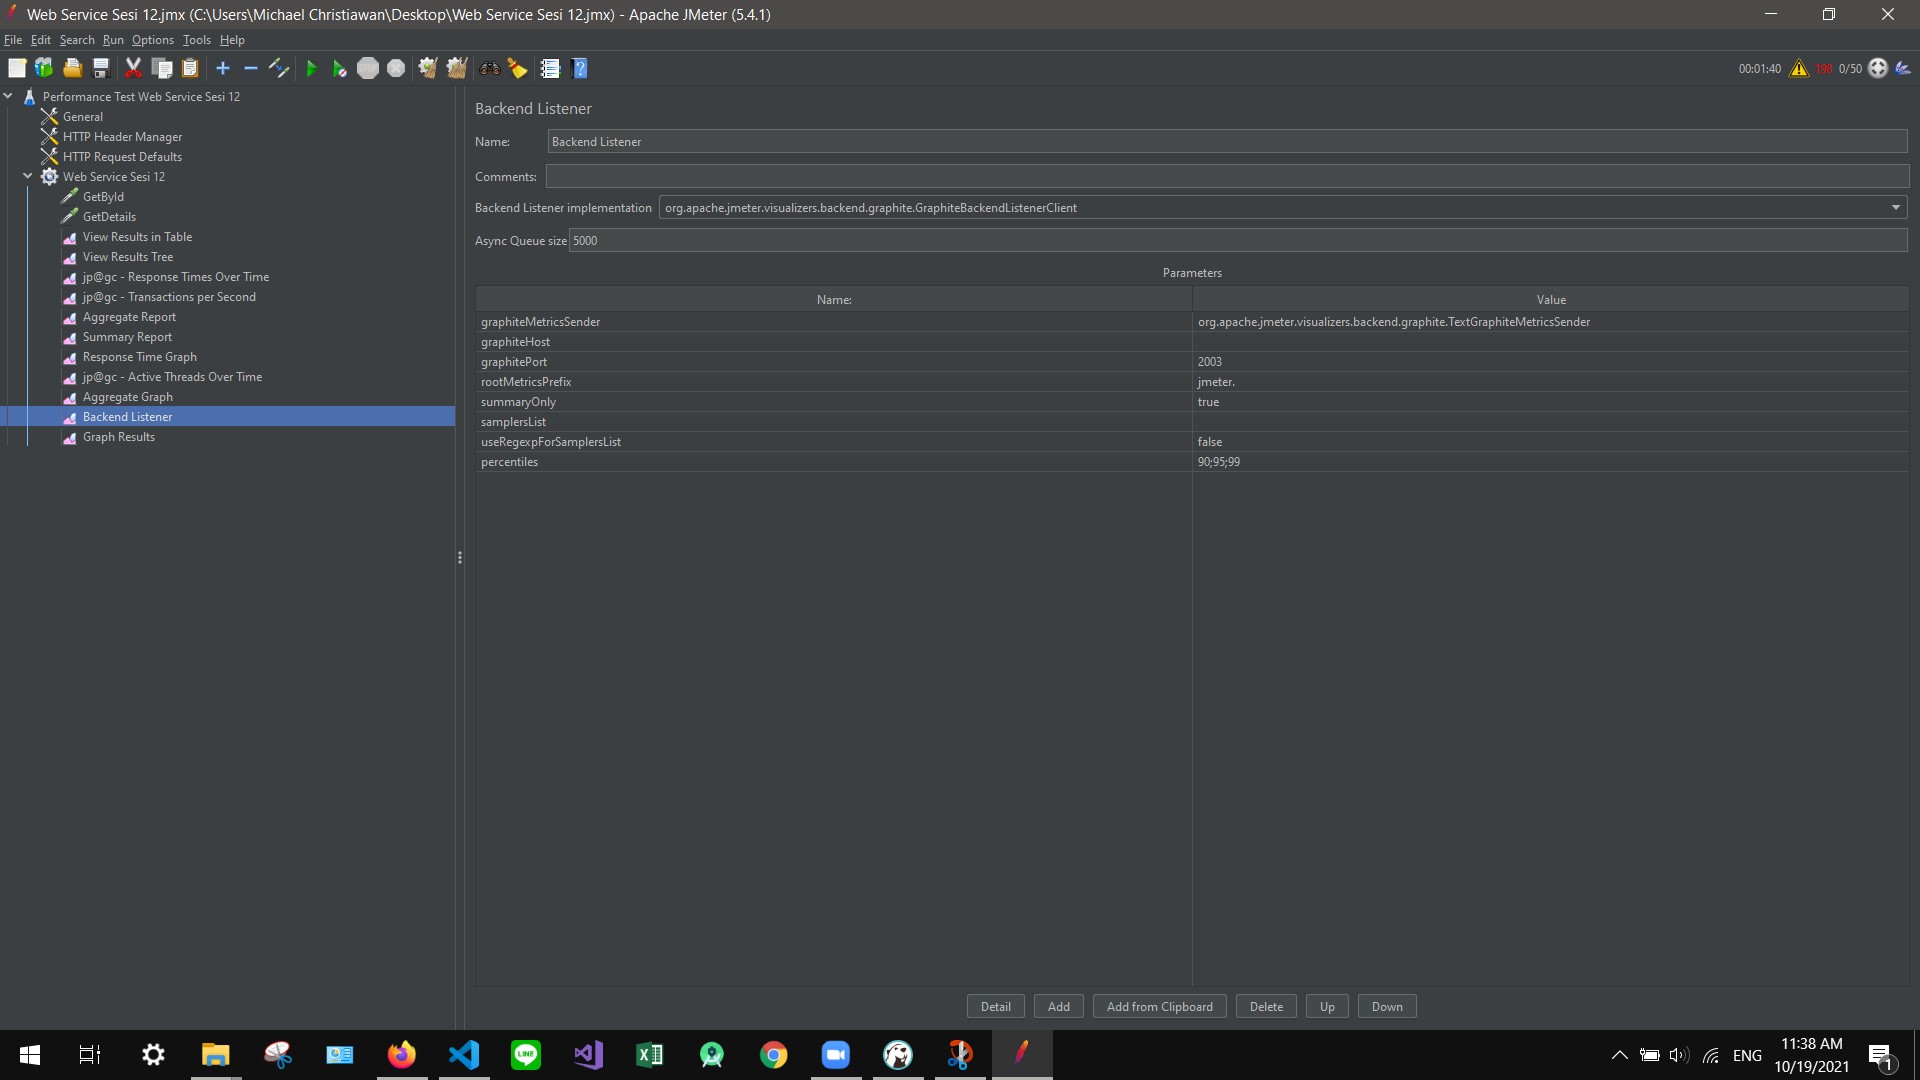 Web Service Sesi 12.jmx (C:\Users\Michael Christiawan\Desktop\Web Service Sesi 12.jmx) - Apache JMeter (5.4.1)
File Edit Search Run Options Tools Help
00:01:40 198 0/50
Performance Test Web Service Sesi 12
General
HTTP Header Manager
HTTP Request Defaults
Web Service Sesi 12
GetById
GetDetails
View Results in Table
View Results Tree
jp@gc - Response Times Over Time
jp@gc - Transactions per Second
Aggregate Report
Summary Report
Response Time Graph
jp@gc - Active Threads Over Time
Aggregate Graph
Backend Listener
Graph Results
Backend Listener
Name: Backend Listener
Comments:
Backend Listener implementation org.apache.jmeter.visualizers.backend.graphite.GraphiteBackendListenerClient
Async Queue size 5000
Parameters
Name: Value
graphiteMetricsSender org.apache.jmeter.visualizers.backend.graphite.TextGraphiteMetricsSender
graphiteHost
graphitePort 2003
rootMetricsPrefix jmeter.
summaryOnly true
samplersList
useRegexpForSamplersList false
percentiles 90;95;99
Detail Add Add from Clipboard Delete Up Down
LINE
ENG
11:38 AM
10/19/2021
1